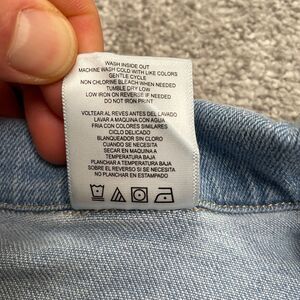 WASH INSIDE OUT
MACHINE WASH COLD WITH LIKE COLORS
GENTLE CYCLE
NON CHLORINE BLEACH WHEN NEEDED
TUMBLE DRY LOW
LOW IRON ON REVERSE IF NEEDED
DO NOT IRON PRINT
VOLTEAR AL REVÉS ANTES DEL LAVADO
LAVAR A MAQUINA CON AGUA
FRIA CON COLORES SIMILARES
CICLO DELICADO
BLANQUEADOR SIN CLORO
CUANDO SE NECESITA
SECAR EN MAQUINA A
TEMPERATURA BAJA
PLANCHAR A TEMPERATURA BAJA
SOBRE EL REVERSO SI SE NECESITA
NO PLANCHAR EN ESTAMPADO